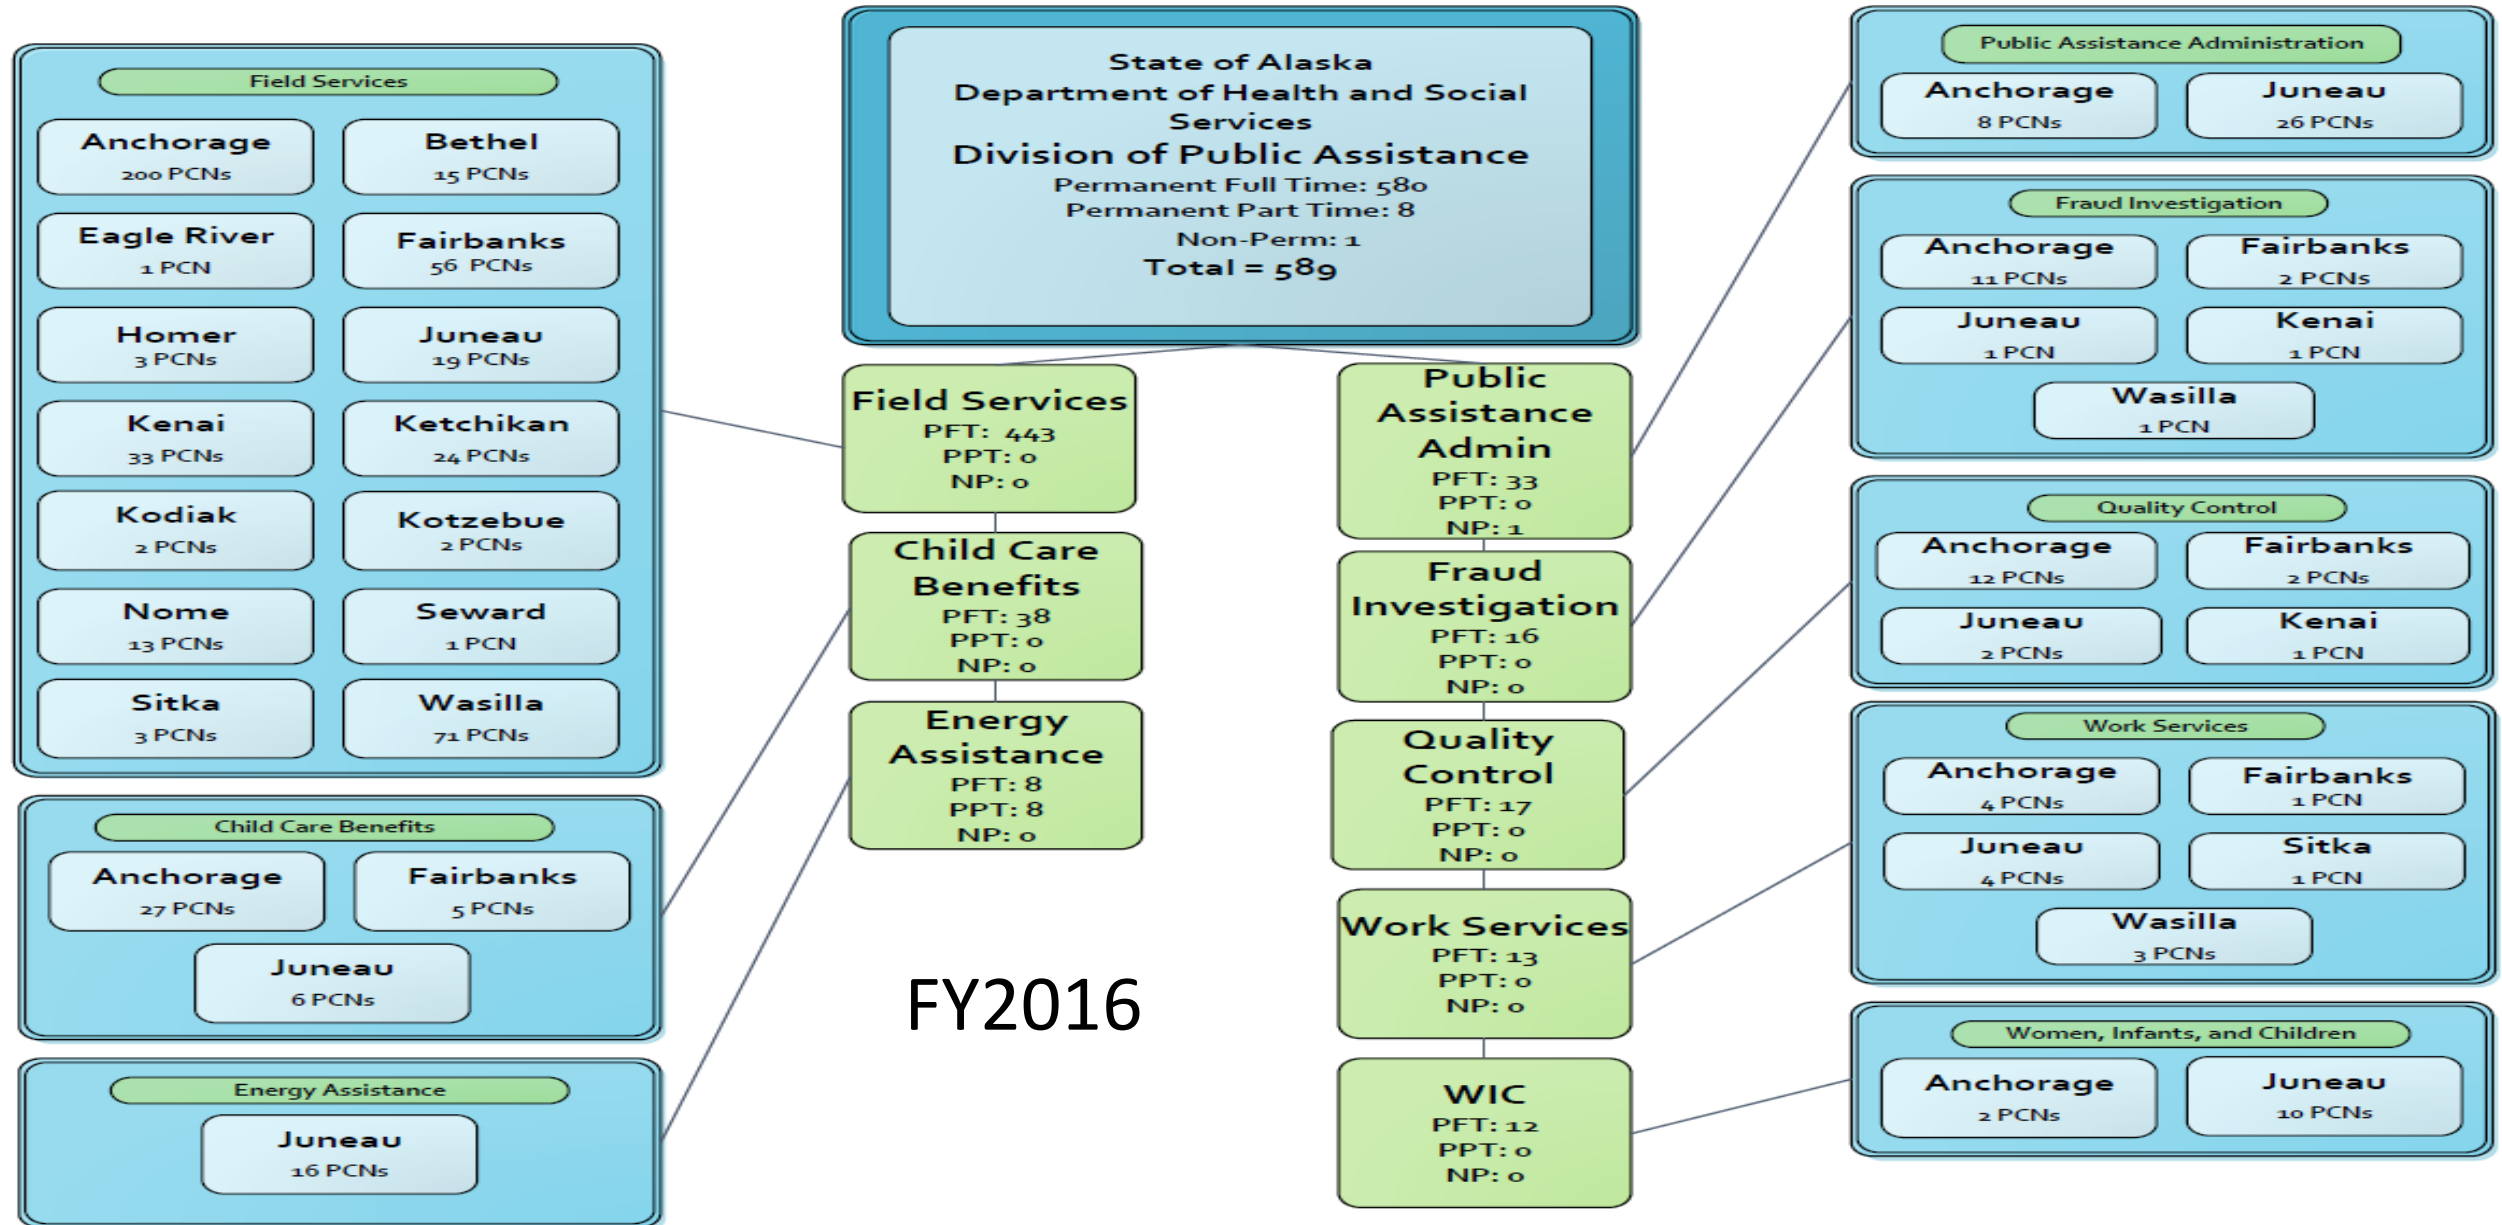 State of Alaska
Department of Health and Social
Services
Division of Public Assistance
Permanent Full Time: 580
Permanent Part Time: 8
Non-Perm: 1
Total = 589
Field Services
Anchorage
200 PCNs
Bethel
15 PCNs
Eagle River
1 PCN
Fairbanks
56 PCNs
Homer
3 PCNs
Juneau
19 PCNs
Kenai
33 PCNs
Ketchikan
24 PCNs
Kodiak
2 PCNs
Kotzebue
2 PCNs
Nome
13 PCNs
Seward
1 PCN
Sitka
3 PCNs
Wasilla
71 PCNs
Child Care Benefits
Anchorage
27 PCNs
Fairbanks
5 PCNs
Juneau
6 PCNs
Energy Assistance
Juneau
16 PCNs
Field Services
PFT: 443
PPT: 0
NP: 0
Child Care
Benefits
PFT: 38
PPT: 0
NP: 0
Energy
Assistance
PFT: 8
PPT: 8
NP: 0
FY2016
Public
Assistance
Admin
PFT: 33
PPT: 0
NP: 1
Fraud
Investigation
PFT: 16
PPT: 0
NP: 0
Quality
Control
PFT: 17
PPT: 0
NP: 0
Work Services
PFT: 13
PPT: 0
NP: 0
WIC
PFT: 12
PPT: 0
NP: 0
Public Assistance Administration
Anchorage
8 PCNs
Juneau
26 PCNs
Fraud Investigation
Anchorage
11 PCNs
Fairbanks
2 PCNs
Juneau
1 PCN
Kenai
1 PCN
Wasilla
1 PCN
Quality Control
Anchorage
12 PCNs
Fairbanks
2 PCNs
Juneau
2 PCNs
Kenai
1 PCN
Work Services
Anchorage
4 PCNs
Fairbanks
1 PCN
Juneau
4 PCNs
Sitka
1 PCN
Wasilla
3 PCNs
Women, Infants, and Children
Anchorage
2 PCNs
Juneau
10 PCNs